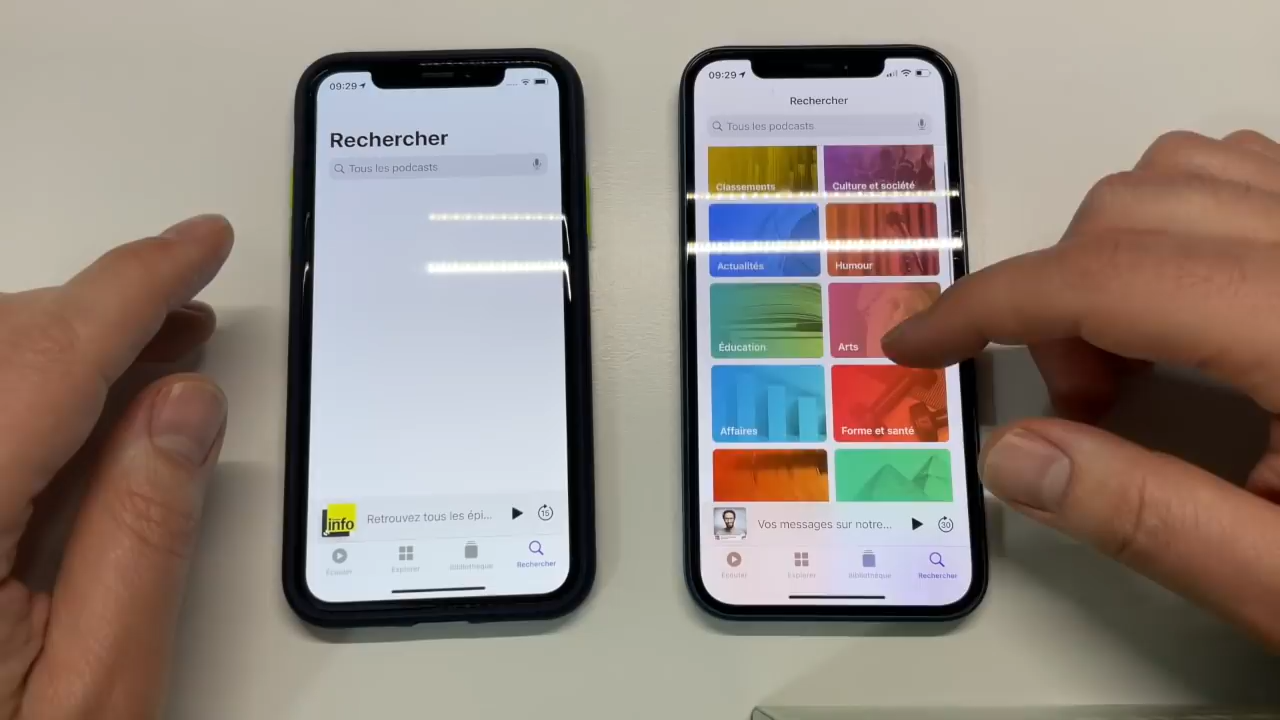 09:29
Rechercher
Tous les podcasts
info
Retrouvez tous les épi...
15
Écouter
Explorer
Bibliothèque
Rechercher
09:29
Rechercher
Tous les podcasts
Classements
Culture et société
Actualités
Humour
Éducation
Arts
Affaires
Forme et santé
Vos messages sur notre...
30
Écouter
Explorer
Bibliothèque
Rechercher